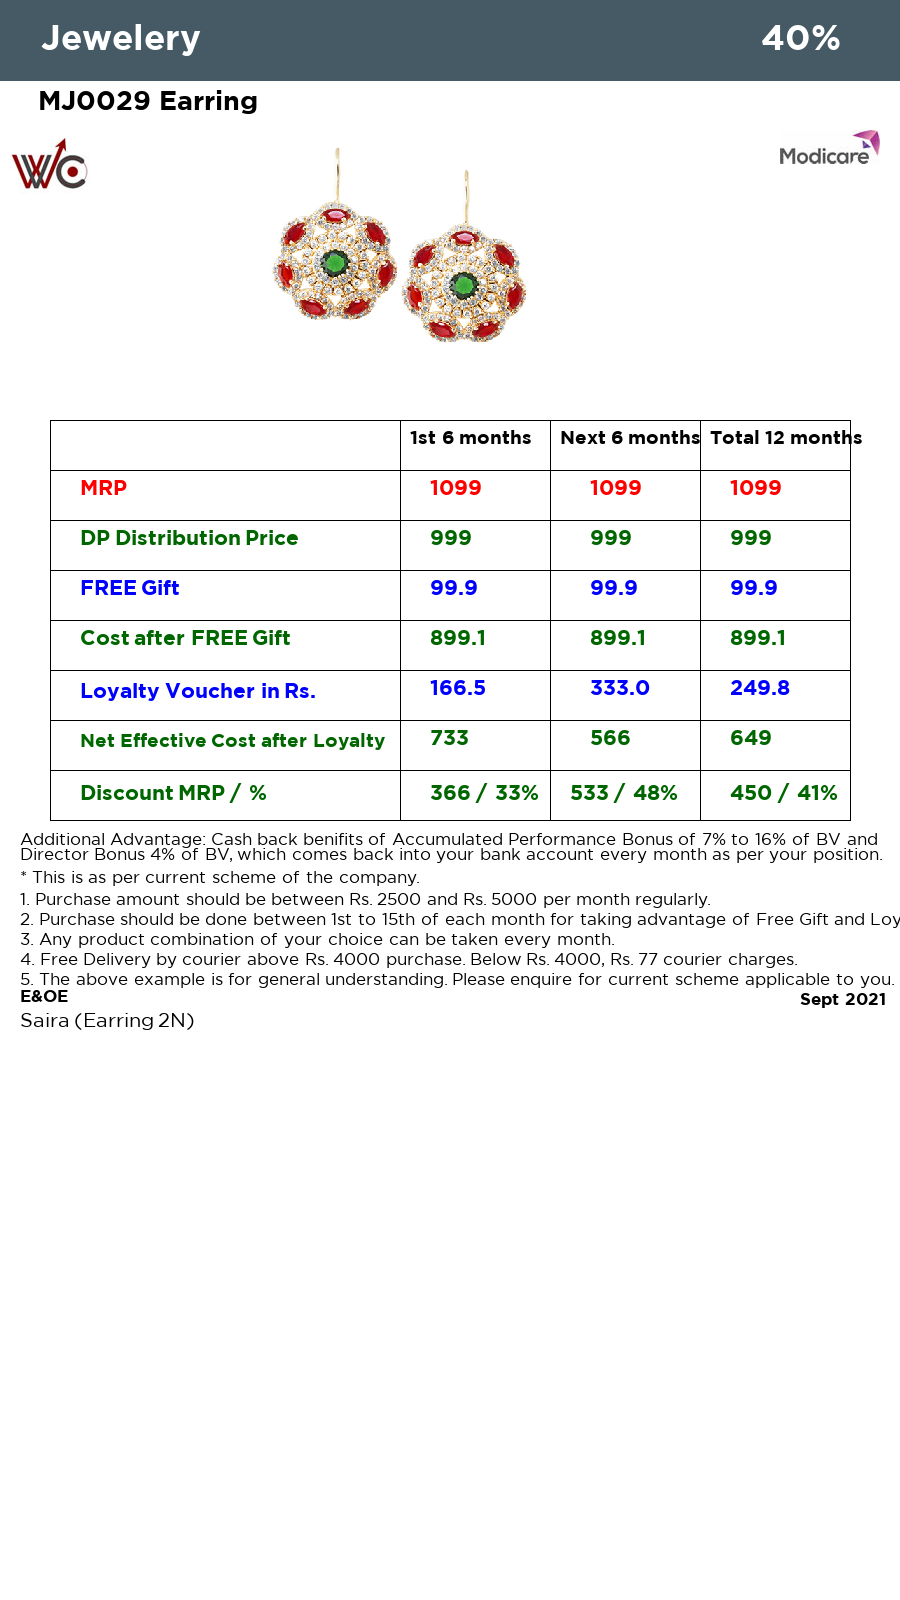 Jewelery 40%
MJ0029 Earring
WC
Modicare
1st 6 months Next 6 months Total 12 months
MRP 1099 1099 1099
DP Distribution Price 999 999 999
FREE Gift 99.9 99.9 99.9
Cost after FREE Gift 899.1 899.1 899.1
Loyalty Voucher in Rs. 166.5 333.0 249.8
Net Effective Cost after Loyalty 733 566 649
Discount MRP / % 366 / 33% 533 / 48% 450 / 41%
Additional Advantage: Cash back benifits of Accumulated Performance Bonus of 7% to 16% of BV and
Director Bonus 4% of BV, which comes back into your bank account every month as per your position.
* This is as per current scheme of the company.
1. Purchase amount should be between Rs. 2500 and Rs. 5000 per month regularly.
2. Purchase should be done between 1st to 15th of each month for taking advantage of Free Gift and Loy
3. Any product combination of your choice can be taken every month.
4. Free Delivery by courier above Rs. 4000 purchase. Below Rs. 4000, Rs. 77 courier charges.
5. The above example is for general understanding. Please enquire for current scheme applicable to you.
E&OE
Sept 2021
Saira (Earring 2N)